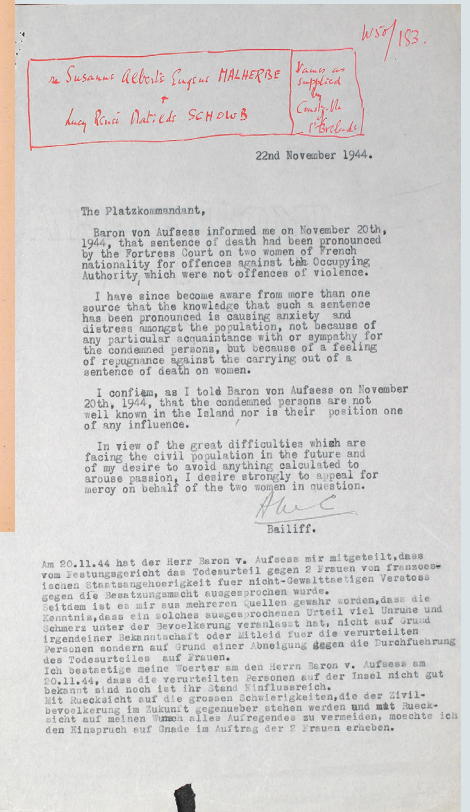 W50/183.
re Susanne Alberte Eugenie MALHERBE
+
Lucy Renée Matilde SCHOWB
Names as
supplied
by
Constable
of
St Brelade
22nd November 1944.
The Platzkommandant,
Baron von Aufsess informed me on November 20th,
1944, that sentence of death had been pronounced
by the Fortress Court on two women of French
nationality for offences against the Occupying
Authority, which were not offences of violence.
I have since become aware from more than one
source that the knowledge that such a sentence
has been pronounced is causing anxiety and
distress amongst the population, not because of
any particular acquaintance with or sympathy for
the condemned persons, but because of a feeling
of repugnance against the carrying out of a
sentence of death on women.
I confirm, as I told Baron von Aufsess on November
20th, 1944, that the condemned persons are not
well known in the Island nor is their position one
of any influence.
In view of the great difficulties which are
facing the civil population in the future and
of my desire to avoid anything calculated to
arouse passion, I desire strongly to appeal for
mercy on behalf of the two women in question.
Bailiff.
Am 20.11.44 hat der Herr Baron v. Aufsess mir mitgeteilt,dass
vom Festungsgericht das Todesurteil gegen 2 Frauen von franzoes-
ischen Staatsangehoerigkeit fuer nicht-Gewalttaetigen Verstoss
gegen die Besatzungsmacht ausgesprochen wurde.
Seitdem ist es mir aus mehreren Quellen gewahr worden,dass die
Kenntnis,dass ein solches ausgesprochenen Urteil viel Unruhe und
Schmerz unter der Bevoelkerung veranlasst hat, nicht auf Grund
irgendeiner Bekanntschaft oder Mitleid fuer die verurteilten
Personen sondern auf Grund einer Abneigung gegen die Durchfuehrung
des Todesurteiles auf Frauen.
Ich bestaetige meine Woerter am den Herrn Baron v. Aufsess am
20.11.44, dass die verurteilten Personen auf der Insel nicht gut
bekannt sind noch ist ihr Stand Einflussreich.
Mit Ruecksicht auf die grossen Schwierigkeiten,die der Zivil-
bevoelkerung im Zukunft gegenueber stehen werden und mit Rueck-
sicht auf meinen Wunsch alles Aufregendes zu vermeiden, moechte ich
den Einspruch auf Gnade im Auftrag der 2 Frauen erheben.